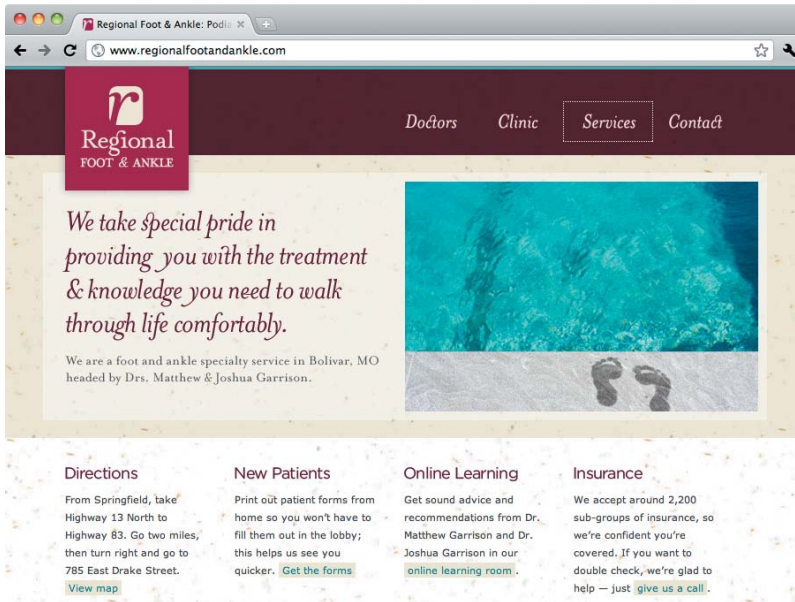 Regional Foot & Ankle: Podia
www.regionalfootandankle.com
r
Regional
FOOT & ANKLE
Doctors Clinic Services Contact
We take special pride in
providing you with the treatment
& knowledge you need to walk
through life comfortably.
We are a foot and ankle specialty service in Bolivar, MO
headed by Drs. Matthew & Joshua Garrison.
Directions
From Springfield, take
Highway 13 North to
Highway 83. Go two miles,
then turn right and go to
785 East Drake Street.
View map
New Patients
Print out patient forms from
home so you won't have to
fill them out in the lobby;
this helps us see you
quicker. Get the forms
Online Learning
Get sound advice and
recommendations from Dr.
Matthew Garrison and Dr.
Joshua Garrison in our
online learning room.
Insurance
We accept around 2,200
sub-groups of insurance, so
we're confident you're
covered. If you want to
double check, we're glad to
help — just give us a call.